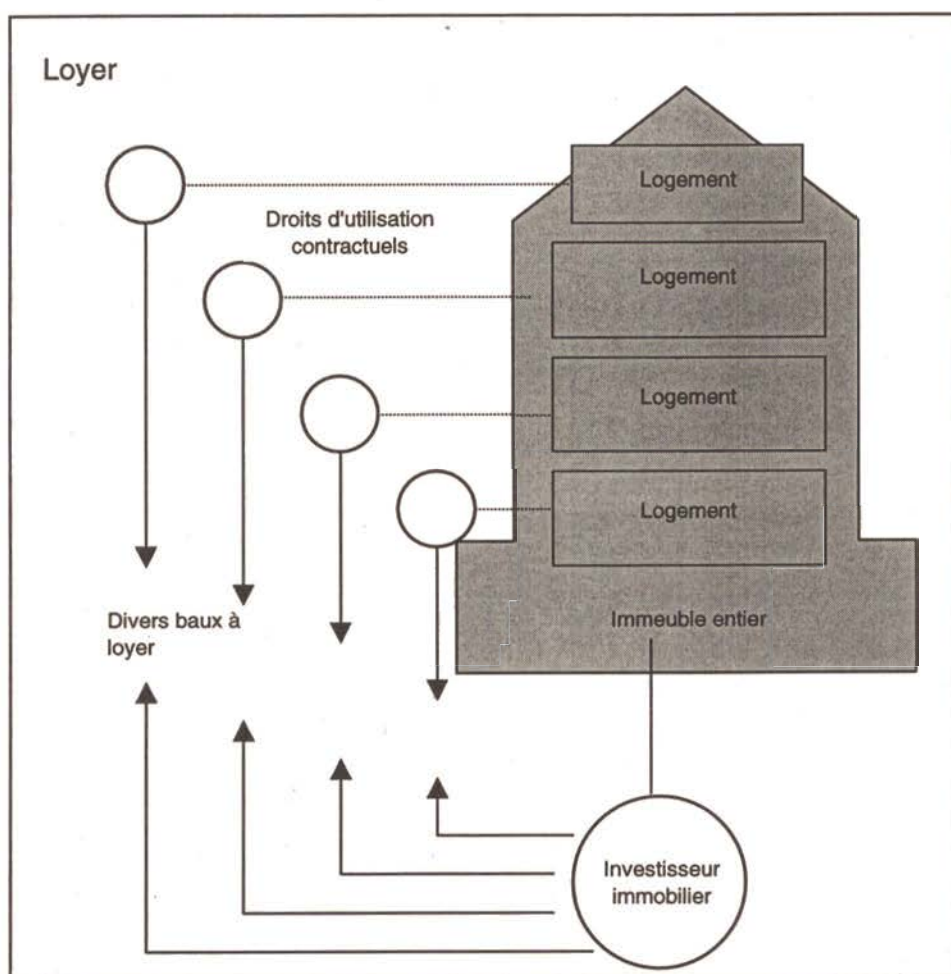 Loyer
Logement
Droits d'utilisation
contractuels
Logement
Logement
Logement
Divers baux à
loyer
Immeuble entier
Investisseur
immobilier